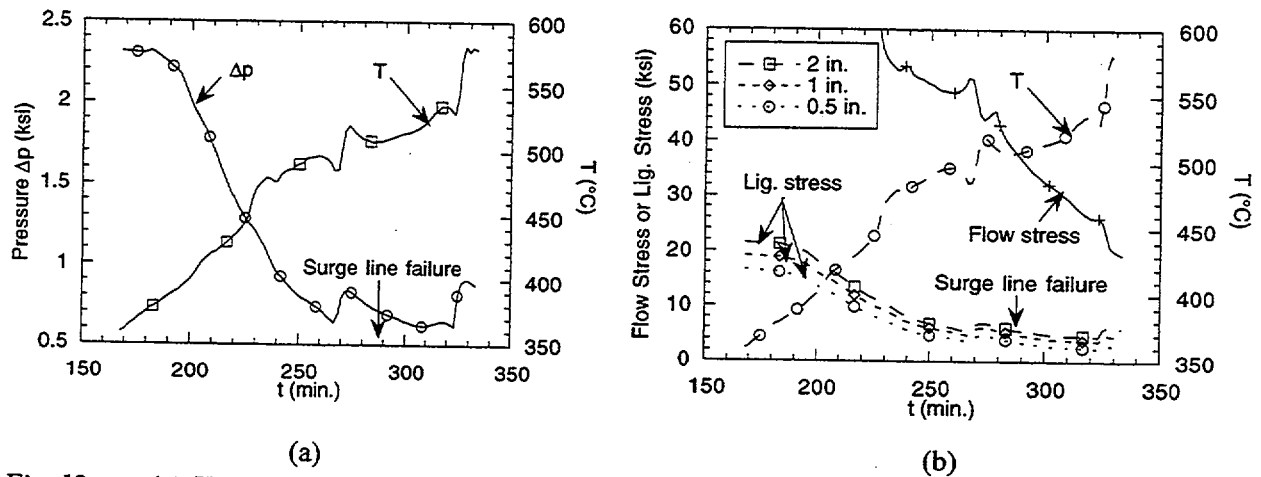 2.5
2
1.5
1
0.5
Pressure Δp (ksi)
Δp
T
Surge line failure
600
550
500
450
400
350
T (°C)
150
200
250
300
350
t (min.)
(a)
60
50
40
30
20
10
0
Flow Stress or Lig. Stress (ksi)
2 in.
1 in.
0.5 in.
T
Lig. stress
Flow stress
Surge line failure
600
550
500
450
400
350
T (°C)
150
200
250
300
350
t (min.)
(b)